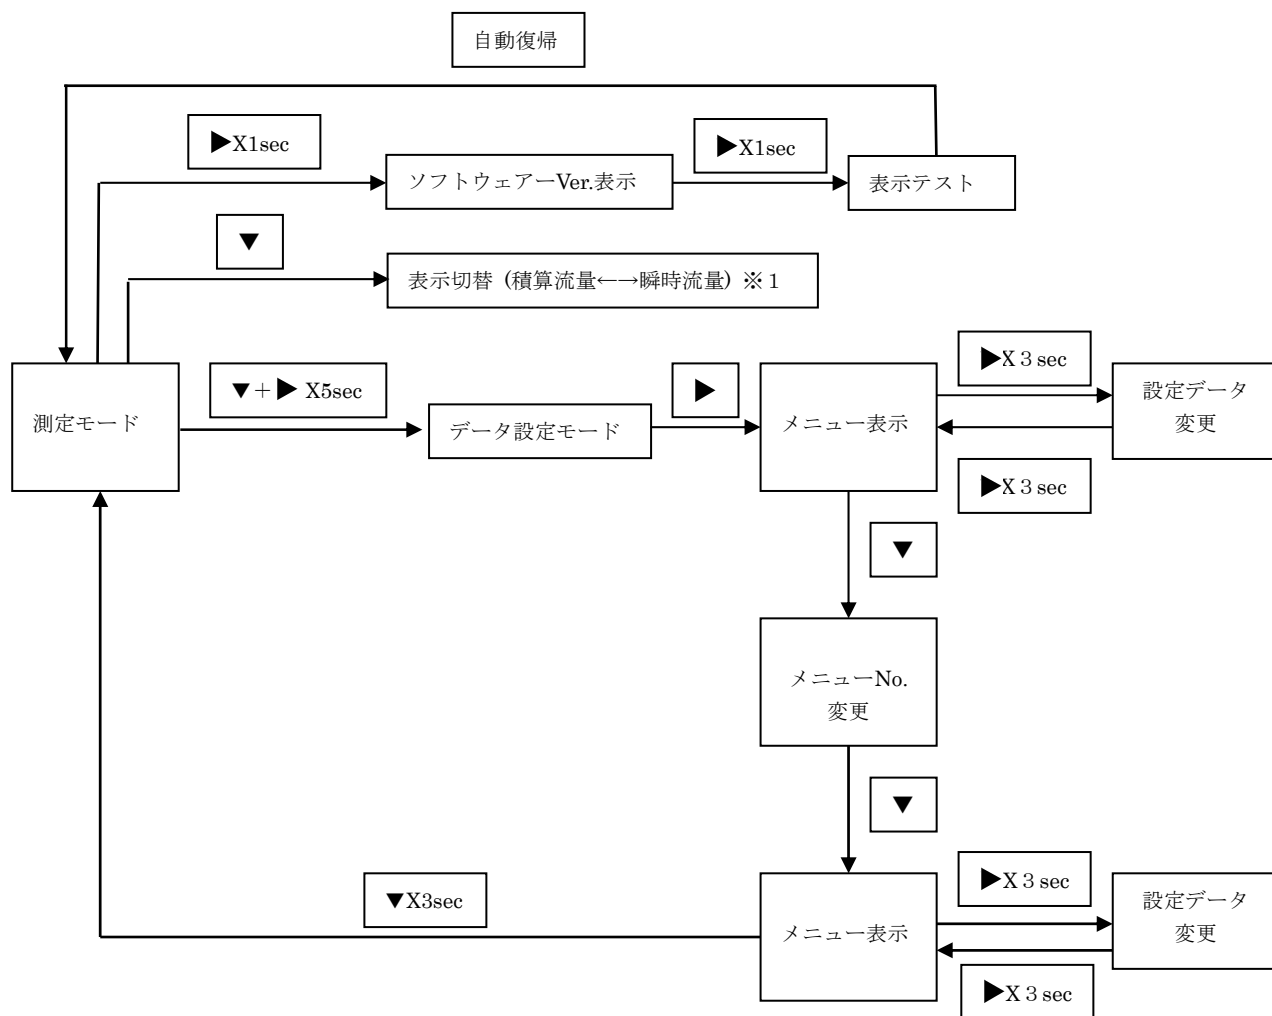 自動復帰
▶X1sec
▶X1sec
ソフトウェアーVer.表示
表示テスト
▼
表示切替 (積算流量←→瞬時流量) ※１
測定モード
▼＋▶ X5sec
データ設定モード
▶
メニュー表示
▶X３sec
設定データ
変更
▶X３sec
▼
メニューNo.
変更
▼
▼X3sec
メニュー表示
▶X３sec
設定データ
変更
▶X３sec